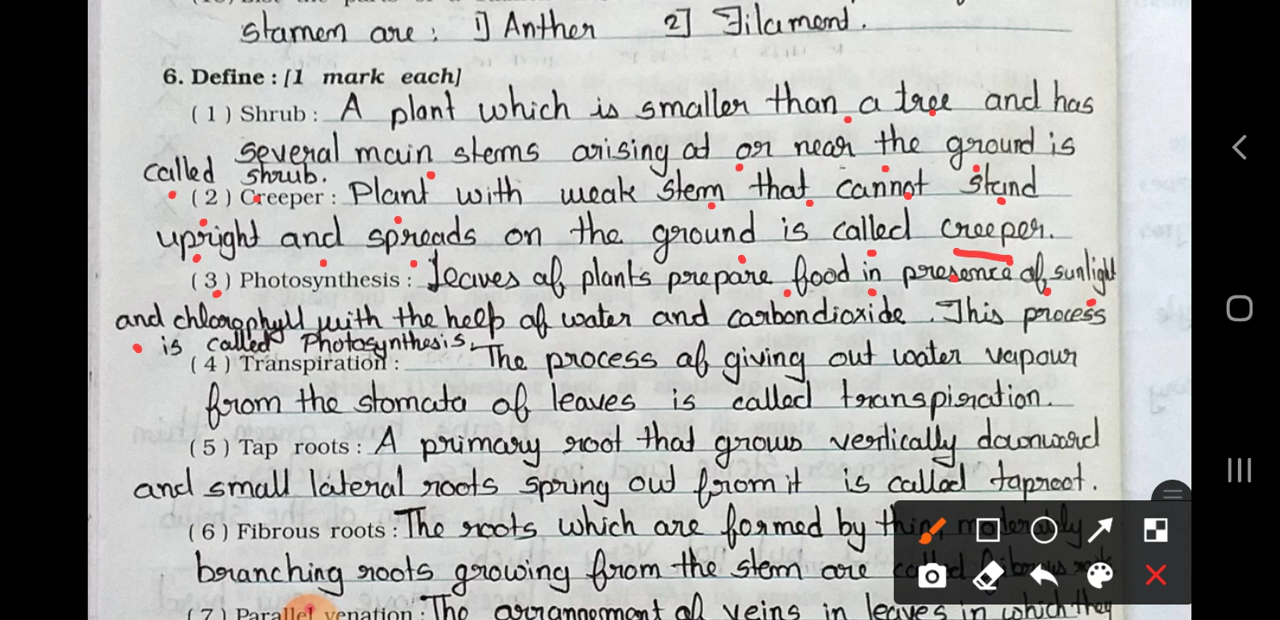 stamen are : 1] Anther 2] Filament.
6. Define : [1 mark each]
(1) Shrub : A plant which is smaller than a tree and has
several main stems arising at or near the ground is
called shrub.
(2) Creeper : Plant with weak stem that cannot stand
upright and spreads on the ground is called creeper.
(3) Photosynthesis : Leaves of plants prepare food in presence of sunlight
and chlorophyll with the help of water and carbondioxide. This process
is called Photosynthesis.
(4) Transpiration : The process of giving out water vapour
from the stomata of leaves is called transpiration.
(5) Tap roots : A primary root that grows vertically downward
and small lateral roots spring out from it is called taproot.
(6) Fibrous roots : The roots which are formed by thin, moderably
branching roots growing from the stem are called fibrous
(7) Parallel venation : The arrangement of veins in leaves in which they